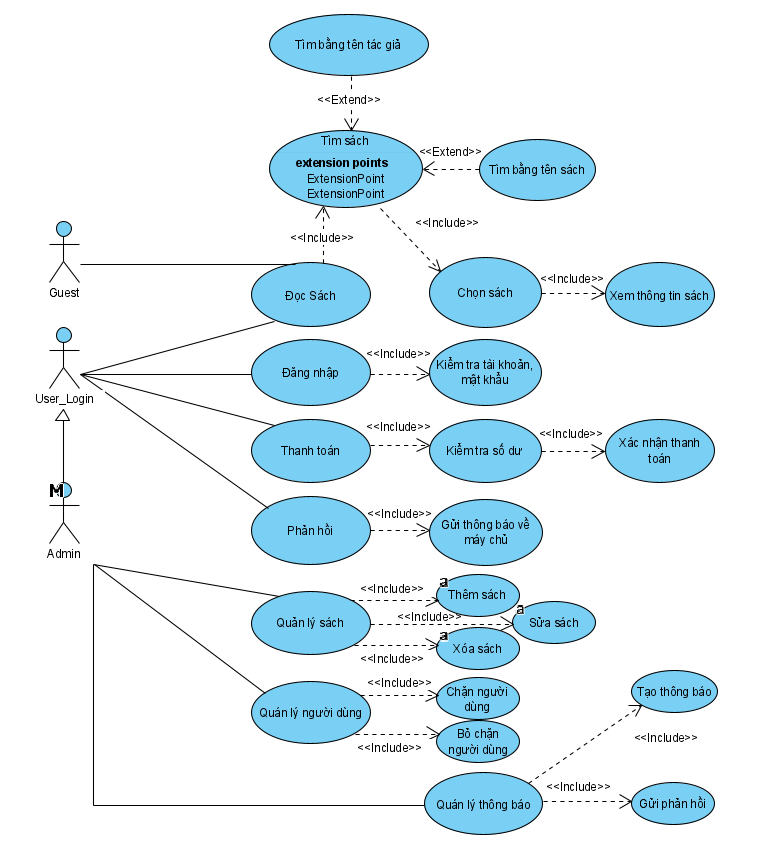 Tìm bằng tên tác giả
<<Extend>>
Tìm sách
extension points
ExtensionPoint
ExtensionPoint
<<Extend>>
Tìm bằng tên sách
<<Include>>
<<Include>>
Guest
Đọc Sách
Chọn sách
<<Include>>
Xem thông tin sách
User_Login
Đăng nhập
<<Include>>
Kiểm tra tài khoản,
mật khẩu
Thanh toán
<<Include>>
Kiểm tra số dư
<<Include>>
Xác nhận thanh
toán
M
Admin
Phản hồi
<<Include>>
Gửi thông báo về
máy chủ
Quản lý sách
<<Include>>
a
Thêm sách
<<Include>>
a
Sửa sách
<<Include>>
a
Xóa sách
Quản lý người dùng
<<Include>>
Chặn người
dùng
<<Include>>
Bỏ chặn
người dùng
Quản lý thông báo
<<Include>>
Tạo thông báo
<<Include>>
Gửi phản hồi